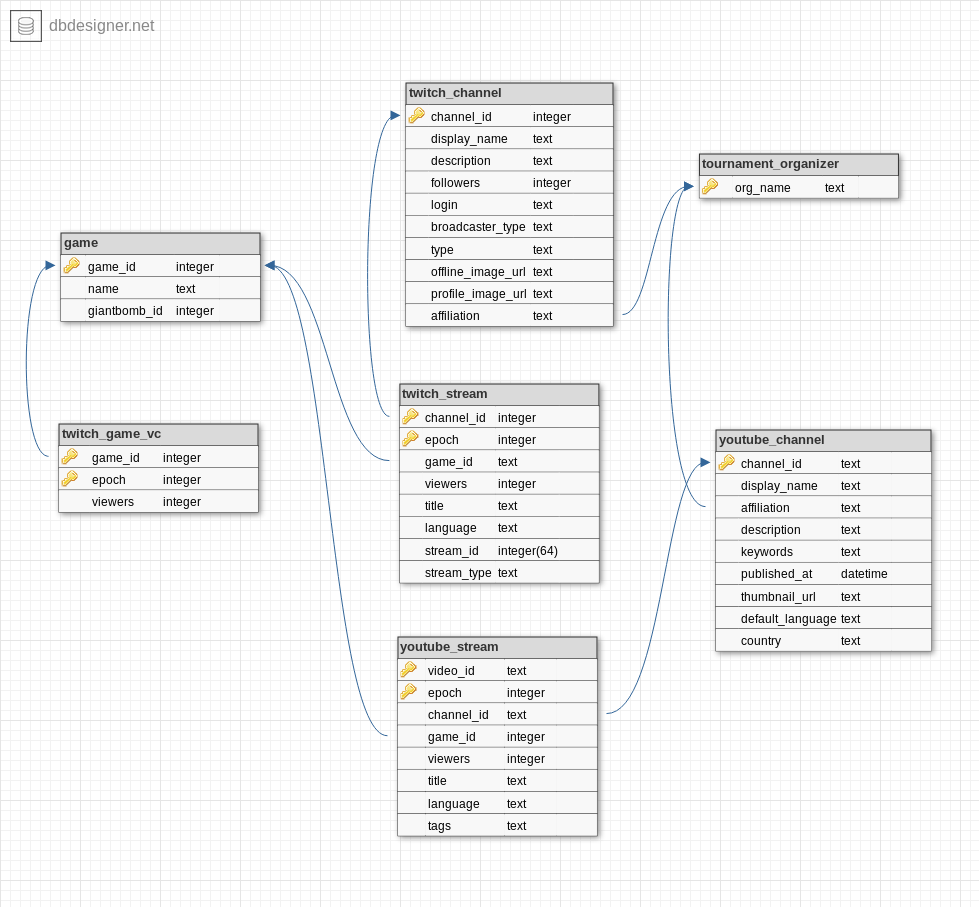 dbdesigner.net
twitch_channel
channel_id integer
display_name text
description text
followers integer
login text
broadcaster_type text
type text
offline_image_url text
profile_image_url text
affiliation text
tournament_organizer
org_name text
game
game_id integer
name text
giantbomb_id integer
twitch_stream
channel_id integer
epoch integer
game_id text
viewers integer
title text
language text
stream_id integer(64)
stream_type text
twitch_game_vc
game_id integer
epoch integer
viewers integer
youtube_channel
channel_id text
display_name text
affiliation text
description text
keywords text
published_at datetime
thumbnail_url text
default_language text
country text
youtube_stream
video_id text
epoch integer
channel_id text
game_id integer
viewers integer
title text
language text
tags text